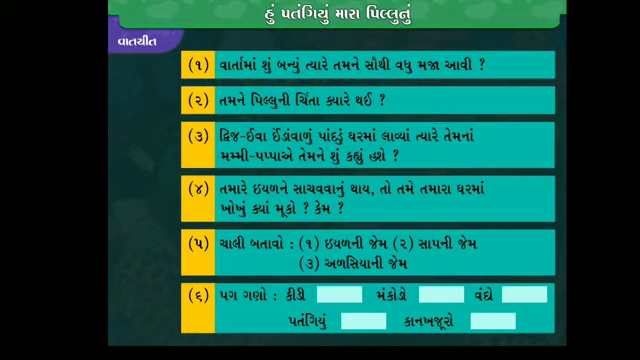 હું પતંગિયું મારા પિલ્લુનું
વાતચીત
(૧) વાર્તામાં શું બન્યું ત્યારે તમને સૌથી વધુ મજા આવી ?
(૨) તમને પિલ્લુની ચિંતા ક્યારે થઈ ?
(૩) દ્વિજ-ઈવા ઈંડાંવાળું પાંદડું ઘરમાં લાવ્યાં ત્યારે તેમનાં
મમ્મી-પપ્પાએ તેમને શું કહ્યું હશે ?
(૪) તમારે ઇયળને સાચવવાનું થાય, તો તમે તમારા ઘરમાં
ખોખું ક્યાં મૂકો ? કેમ ?
(૫) ચાલી બતાવો : (૧) ઇયળની જેમ (૨) સાપની જેમ
(૩) અળસિયાની જેમ
(૬) પગ ગણો : કીડી મંકોડો વંદો
પતંગિયું કાનખજૂરો